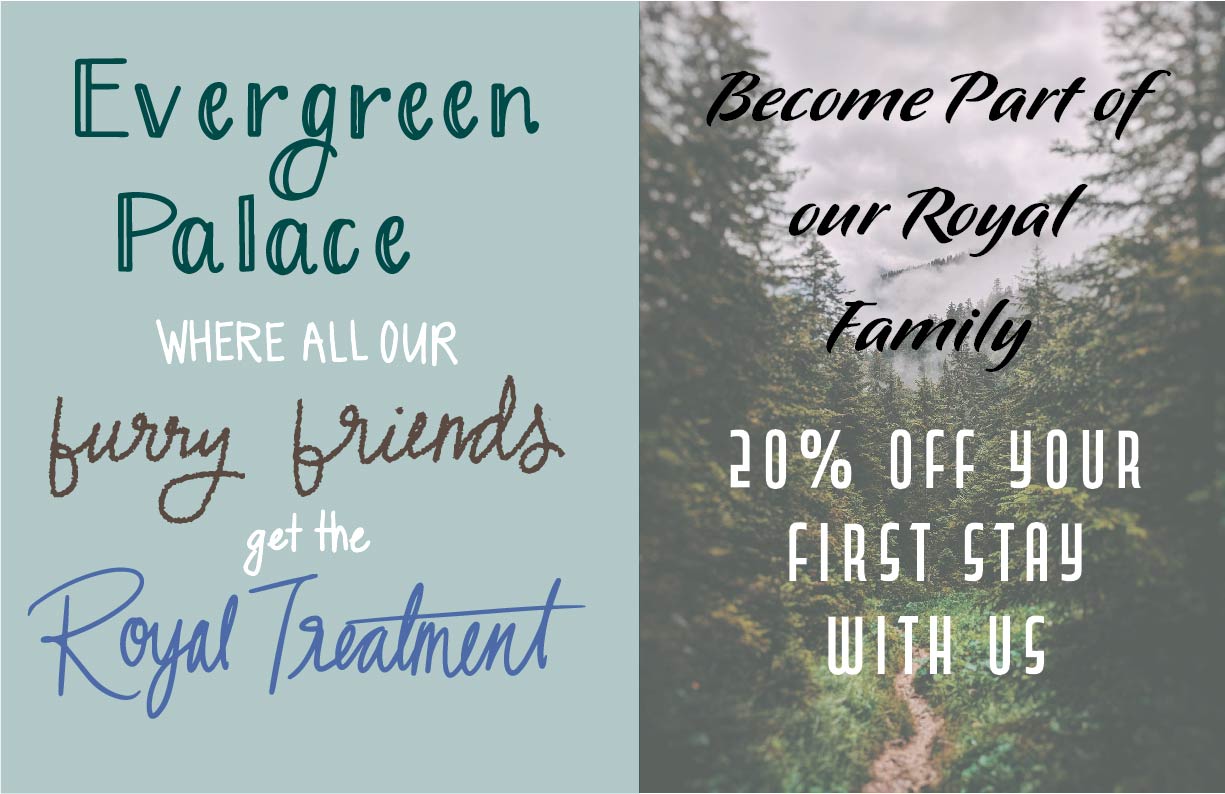 Evergreen
Palace
WHERE ALL OUR
furry friends
get the
Royal Treatment
Become Part of
our Royal
Family
20% OFF YOUR
FIRST STAY
WITH US